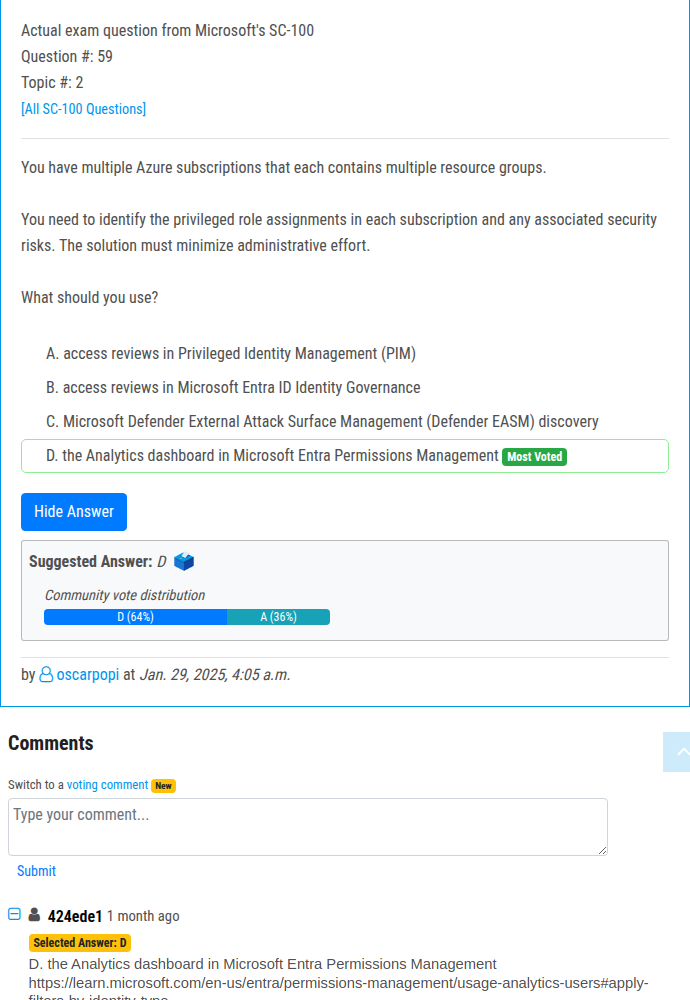 Actual exam question from Microsoft's SC-100
Question #: 59
Topic #: 2
[All SC-100 Questions]
You have multiple Azure subscriptions that each contains multiple resource groups.
You need to identify the privileged role assignments in each subscription and any associated security
risks. The solution must minimize administrative effort.
What should you use?
A. access reviews in Privileged Identity Management (PIM)
B. access reviews in Microsoft Entra ID Identity Governance
C. Microsoft Defender External Attack Surface Management (Defender EASM) discovery
D. the Analytics dashboard in Microsoft Entra Permissions Management Most Voted
Hide Answer
Suggested Answer: D
Community vote distribution
D (64%) A (36%)
by oscarpopi at Jan. 29, 2025, 4:05 a.m.
Comments
Switch to a voting comment New
Type your comment...
Submit
424ede1 1 month ago
Selected Answer: D
D. the Analytics dashboard in Microsoft Entra Permissions Management
https://learn.microsoft.com/en-us/entra/permissions-management/usage-analytics-users#apply-
filters-by-identity-type